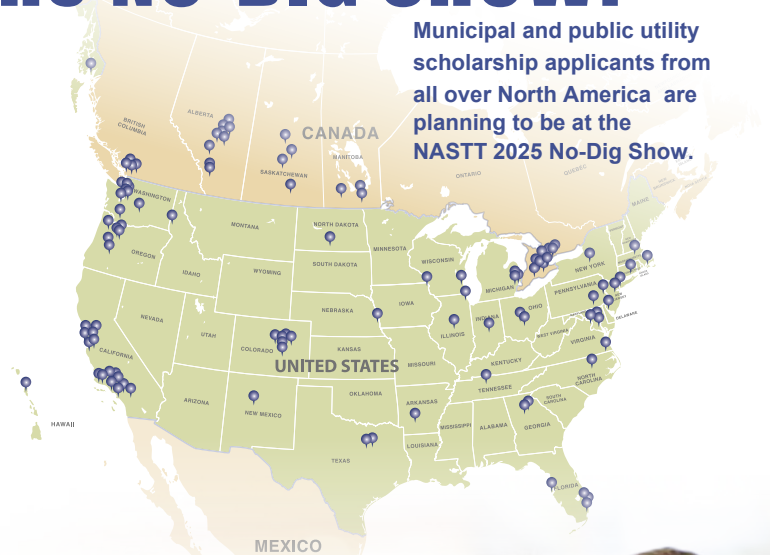 Municipal and public utility
scholarship applicants from
all over North America are
planning to be at the
NASTT 2025 No-Dig Show.
BRITISH
COLUMBIA
ALBERTA
CANADA
MANITOBA
SASKATCHEWAN
ONTARIO
QUEBEC
WASHINGTON
MAINE
MONTANA
NORTH DAKOTA
MINNESOTA
OREGON
IDAHO
WYOMING
SOUTH DAKOTA
WISCONSIN
MICHIGAN
NEW YORK
NEVADA
UTAH
NEBRASKA
IOWA
PENNSYLVANIA
CALIFORNIA
COLORADO
KANSAS
ILLINOIS
INDIANA
OHIO
WEST VIRGINIA
DELAWARE
UNITED STATES
MISSOURI
KENTUCKY
VIRGINIA
ARIZONA
NEW MEXICO
OKLAHOMA
ARKANSAS
TENNESSEE
NORTH
CAROLINA
SOUTH
CAROLINA
HAWAII
TEXAS
LOUISIANA
MISSISSIPPI
ALABAMA
GEORGIA
FLORIDA
MEXICO